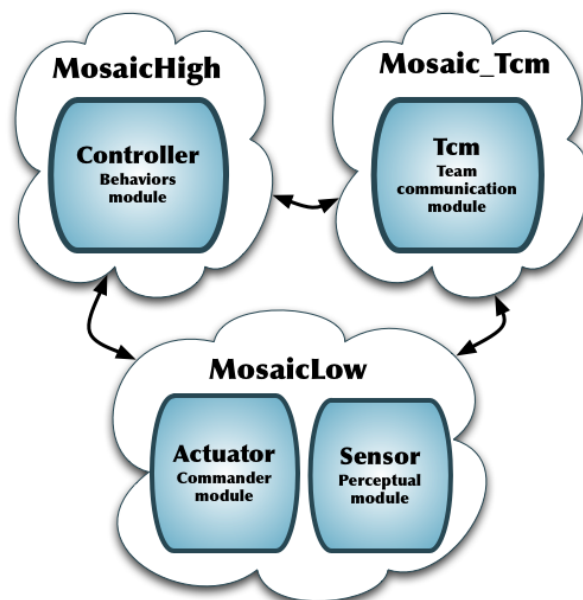 MosaicHigh
Controller
Behaviors
module
Mosaic_Tcm
Tcm
Team
communication
module
MosaicLow
Actuator
Commander
module
Sensor
Perceptual
module